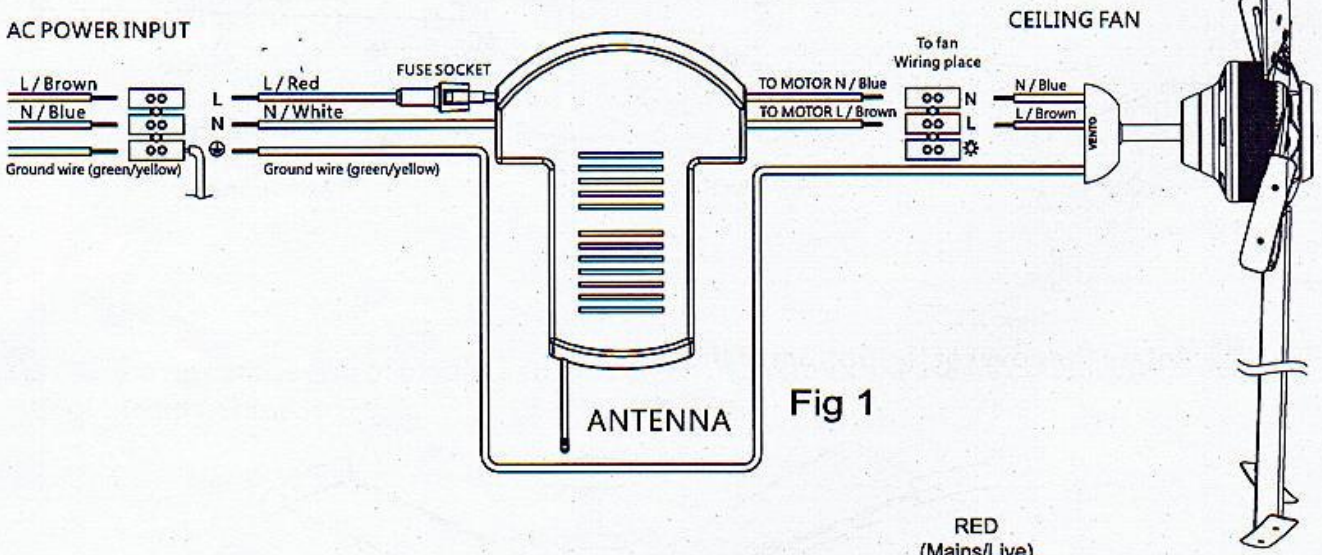 AC POWER INPUT
CEILING FAN
L / Brown
N / Blue
Ground wire (green/yellow)
L
N
L / Red
FUSE SOCKET
N / White
Ground wire (green/yellow)
TO MOTOR N / Blue
TO MOTOR L / Brown
To fan
Wiring place
N
L
N / Blue
L / Brown
VENTO
ANTENNA
Fig 1
RED
(Mains/Live)